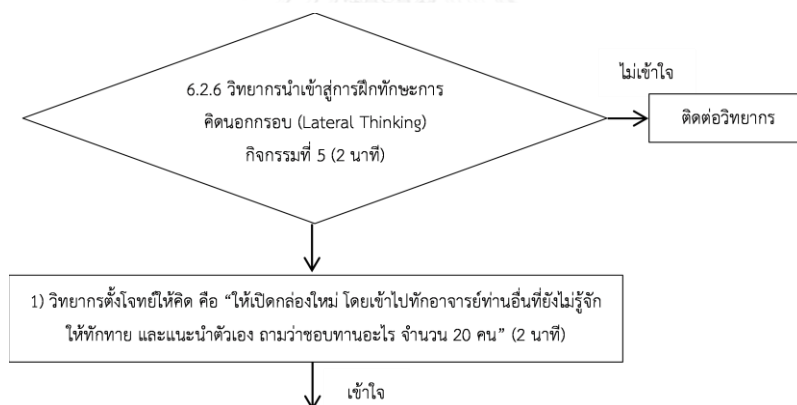 6.2.6 วิทยากรนำเข้าสู่การฝึกทักษะการ
คิดนอกกรอบ (Lateral Thinking)
กิจกรรมที่ 5 (2 นาที)
ไม่เข้าใจ
ติดต่อวิทยากร
1) วิทยากรตั้งโจทย์ให้คิด คือ “ให้เปิดกล่องใหม่ โดยเข้าไปทักอาจารย์ท่านอื่นที่ยังไม่รู้จัก
ให้ทักทาย และแนะนำตัวเอง ถามว่าชอบทานอะไร จำนวน 20 คน” (2 นาที)
เข้าใจ